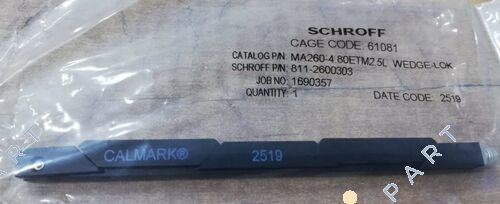 SCHROFF
CAGE CODE: 61081
CATALOG P/N: MA260-4.80ETM2.5L WEDGE-LOK
SCHROFF P/N: 811-2600303
JOB NO: 1690357
QUANTITY: 1 DATE CODE: 2519
CALMARK® 2519
PART